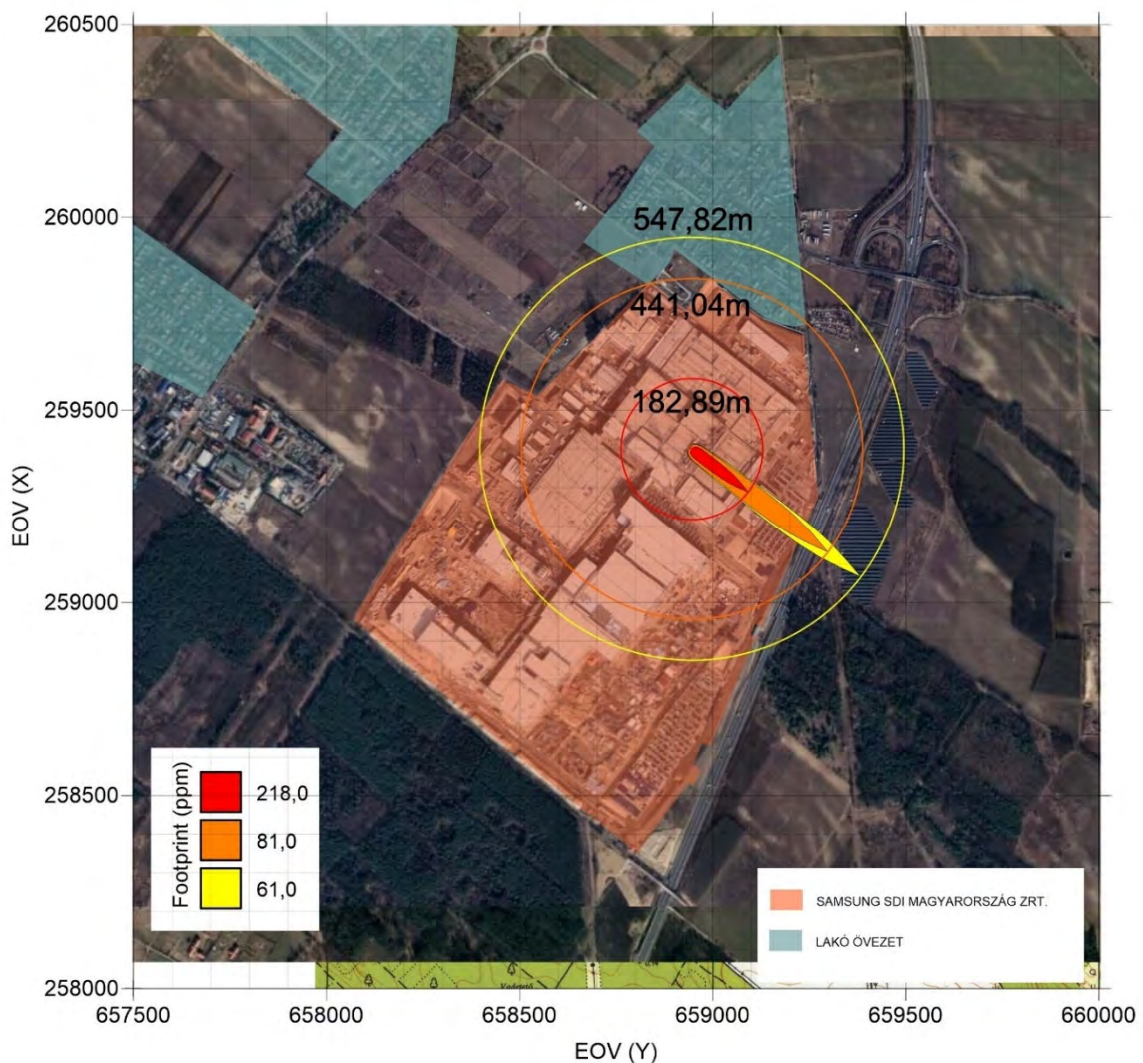 260500
260000
547,82m
441,04m
259500
182,89m
EOV (X)
259000
258500
Footprint (ppm)
218,0
81,0
61,0
SAMSUNG SDI MAGYARORSZÁG ZRT.
LAKÓ ÖVEZET
258000
657500
658000
658500
659000
659500
660000
EOV (Y)